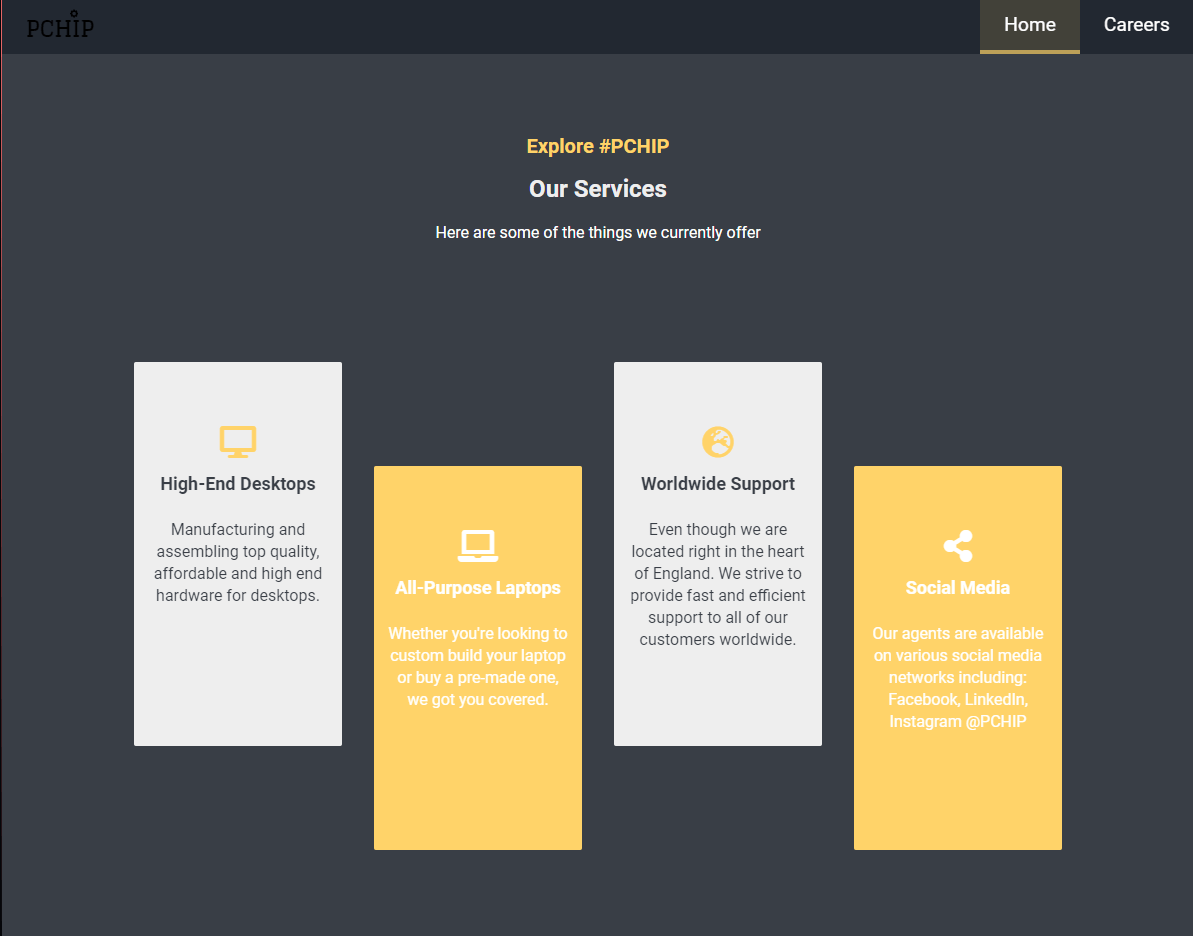 PCHIP
Home
Careers
Explore #PCHIP
Our Services
Here are some of the things we currently offer
High-End Desktops
Manufacturing and
assembling top quality,
affordable and high end
hardware for desktops.
All-Purpose Laptops
Whether you're looking to
custom build your laptop
or buy a pre-made one,
we got you covered.
Worldwide Support
Even though we are
located right in the heart
of England. We strive to
provide fast and efficient
support to all of our
customers worldwide.
Social Media
Our agents are available
on various social media
networks including:
Facebook, LinkedIn,
Instagram @PCHIP